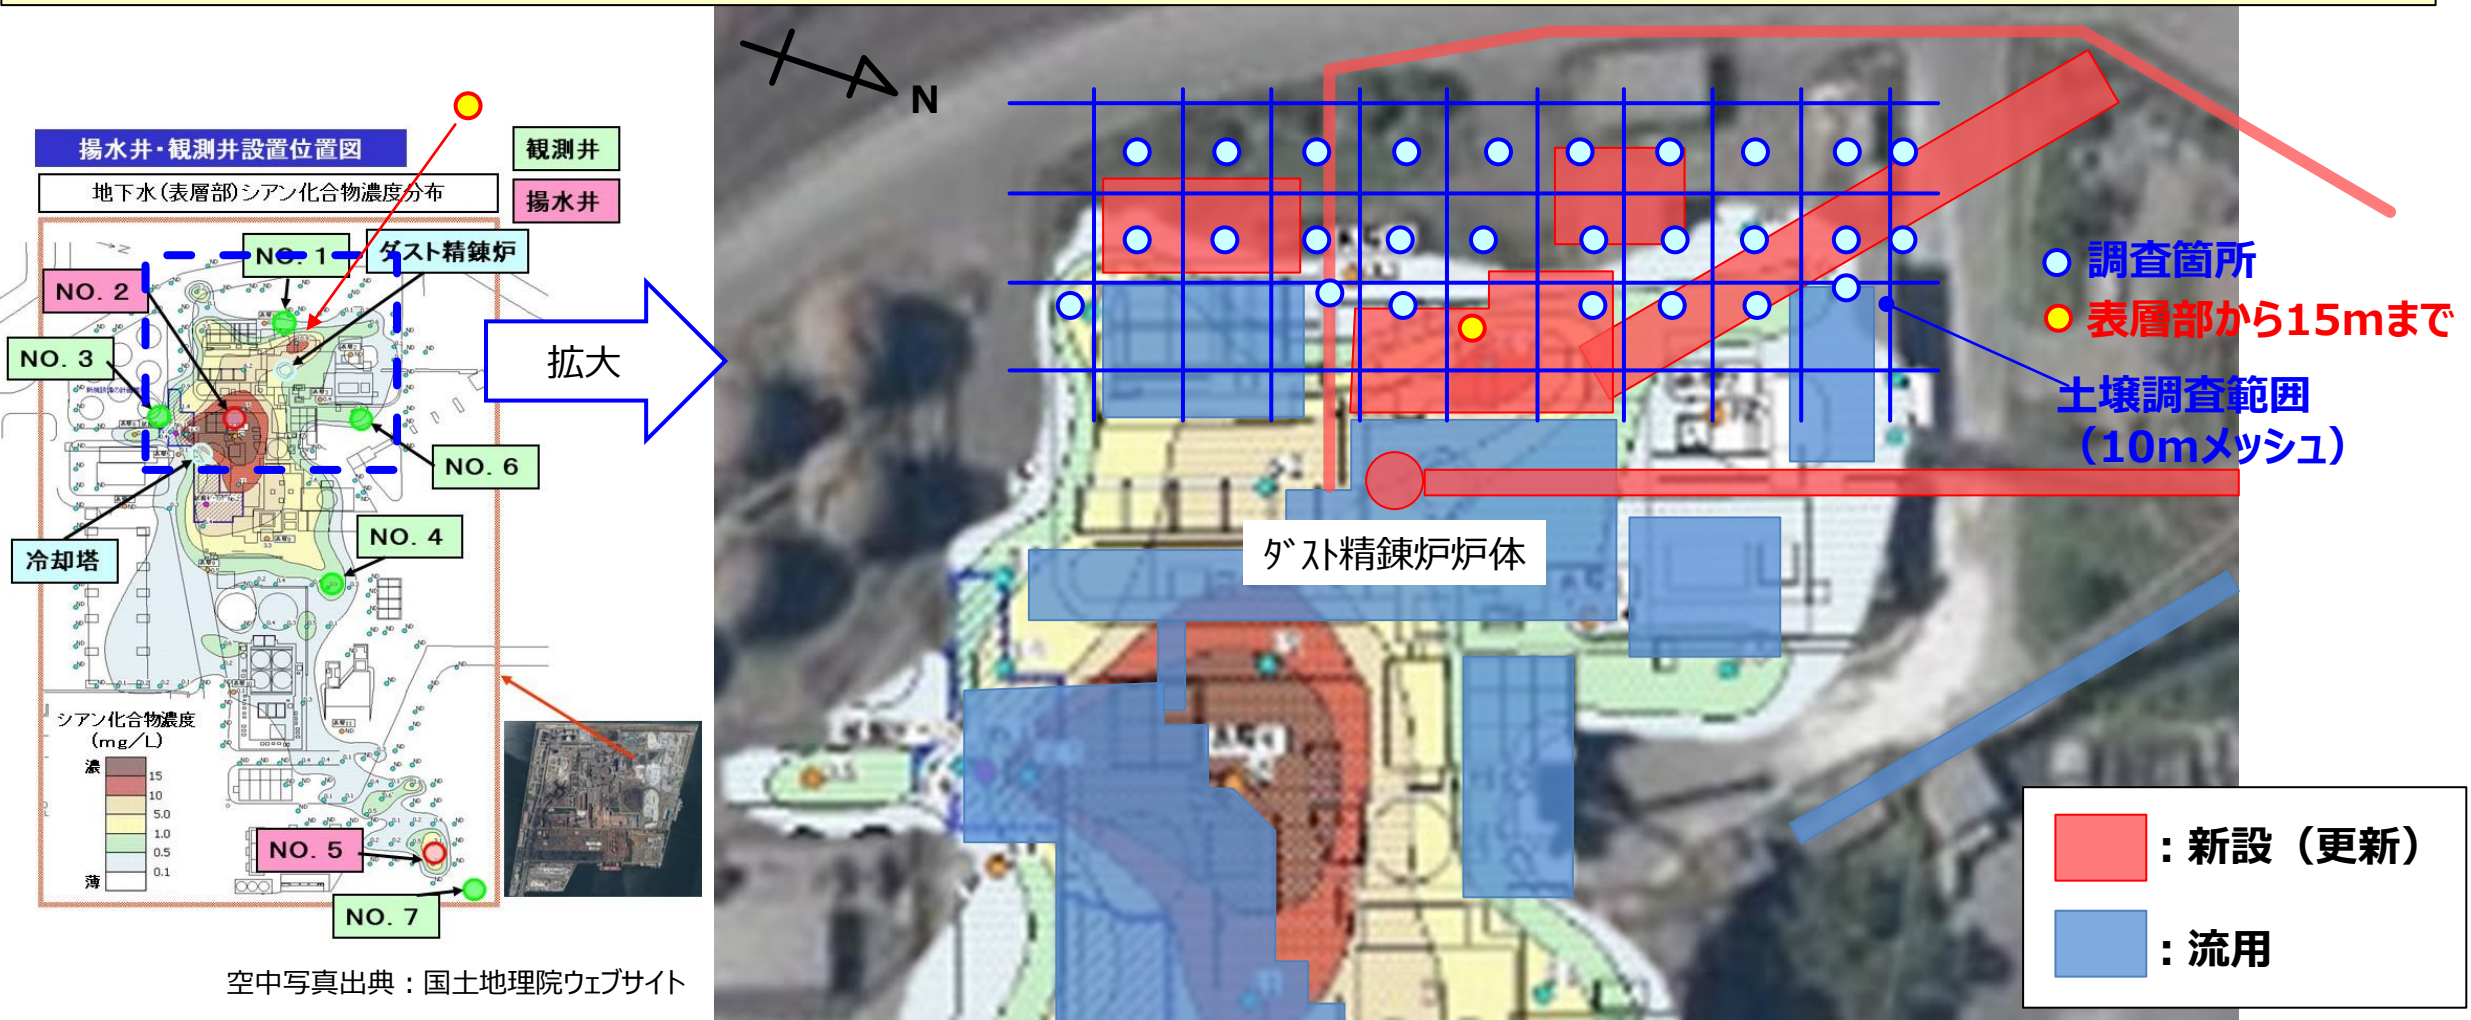 揚水井・観測井設置位置図
地下水(表層部)シアン化合物濃度分布
観測井
揚水井
NO. 1
ダスト精錬炉
NO. 2
NO. 3
NO. 6
NO. 4
冷却塔
NO. 5
NO. 7
シアン化合物濃度
(mg/L)
濃
15
10
5.0
1.0
0.5
0.1
薄
空中写真出典：国土地理院ウェブサイト
拡大
N
ダスト精錬炉炉体
調査箇所
表層部から15mまで
土壌調査範囲
（10mメッシュ）
：新設（更新）
：流用